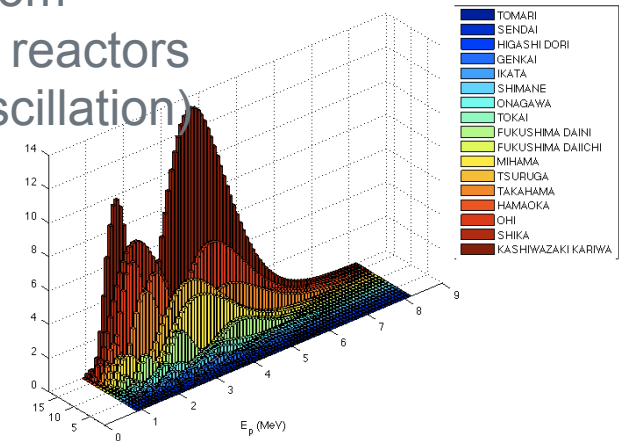 om
reactors
scillation)
TOMARI
SENDAI
HIGASHI DORI
GENKAI
IKATA
SHIMANE
ONAGAWA
TOKAI
FUKUSHIMA DAINI
FUKUSHIMA DAIICHI
MIHAMA
TSURUGA
TAKAHAMA
HAMAOKA
OHI
SHIKA
KASHIWAZAKI KARIWA
14
12
10
8
6
4
2
0
15
10
5
0
1
2
3
4
5
6
7
8
9
E_p (MeV)